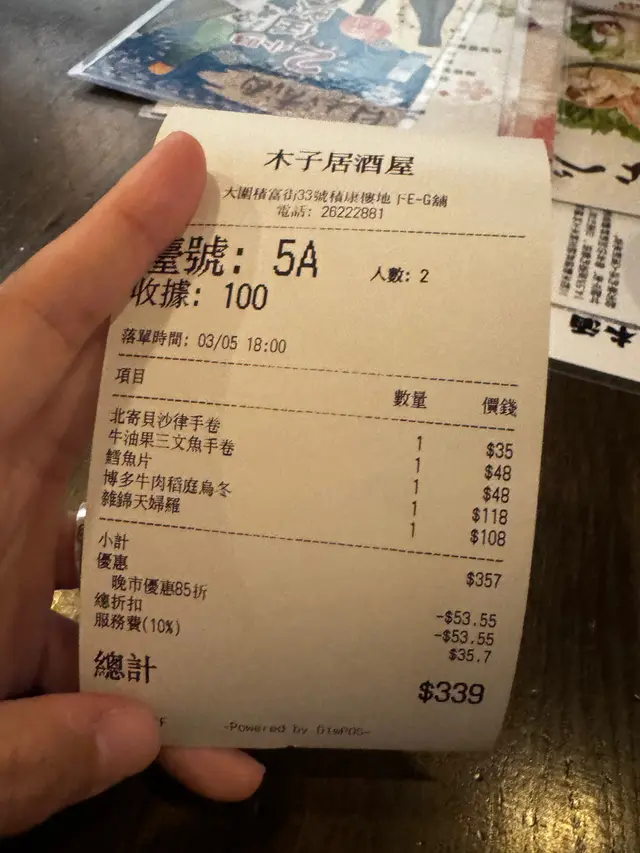 木子居酒屋
大圍積富街33號積康樓地下E-G舖
電話: 26222881
臺號: 5A 人數: 2
收據: 100
落單時間: 03/05 18:00
項目 數量 價錢
北寄貝沙律手卷 1 $35
牛油果三文魚手卷 1 $48
鱈魚片 1 $48
博多牛肉稻庭烏冬 1 $118
雜錦天婦羅 1 $108
小計 $357
優惠
晚市優惠85折 -$53.55
總折扣 -$53.55
服務費(10%) $35.7
總計 $339
-Powered by GimPOS-
本酒